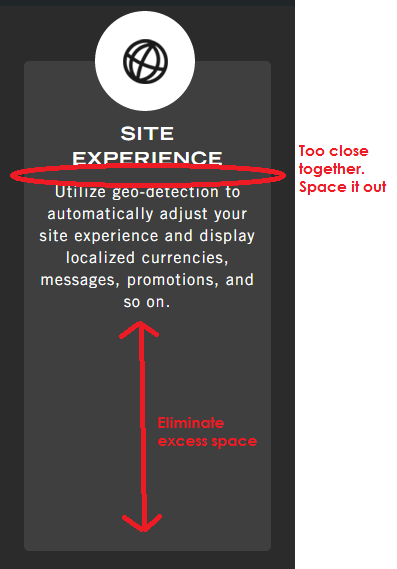 SITE
EXPERIENCE
Too close
together.
Space it out
Utilize geo-detection to
automatically adjust your
site experience and display
localized currencies,
messages, promotions, and
so on.
Eliminate
excess space